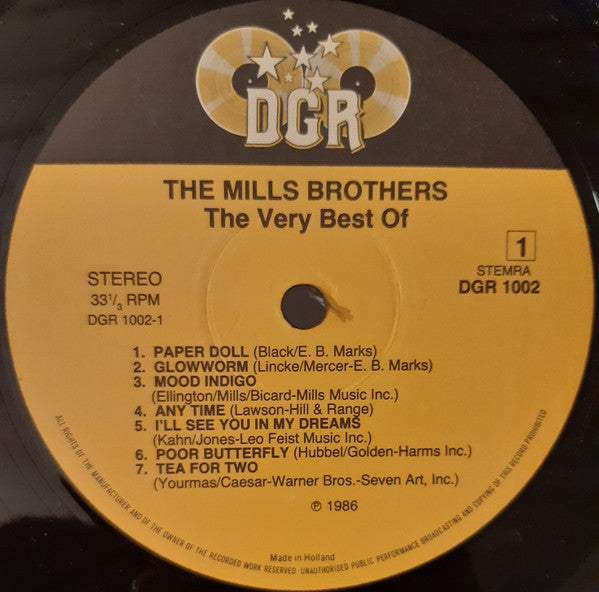 DGR
THE MILLS BROTHERS
The Very Best Of
1
STEREO
STEMRA
33⅓ RPM
DGR 1002
DGR 1002-1
1. PAPER DOLL (Black/E. B. Marks)
2. GLOWWORM (Lincke/Mercer-E. B. Marks)
3. MOOD INDIGO
(Ellington/Mills/Bicard-Mills Music Inc.)
4. ANY TIME (Lawson-Hill & Range)
5. I'LL SEE YOU IN MY DREAMS
(Kahn/Jones-Leo Feist Music Inc.)
6. POOR BUTTERFLY (Hubbel/Golden-Harms Inc.)
7. TEA FOR TWO
(Yourmas/Caesar-Warner Bros.-Seven Art, Inc.)
℗ 1986
Made in Holland
ALL RIGHTS OF THE MANUFACTURER AND OF THE OWNER OF THE RECORDED WORK RESERVED - UNAUTHORISED PUBLIC PERFORMANCE BROADCASTING AND COPYING OF THIS RECORD PROHIBITED